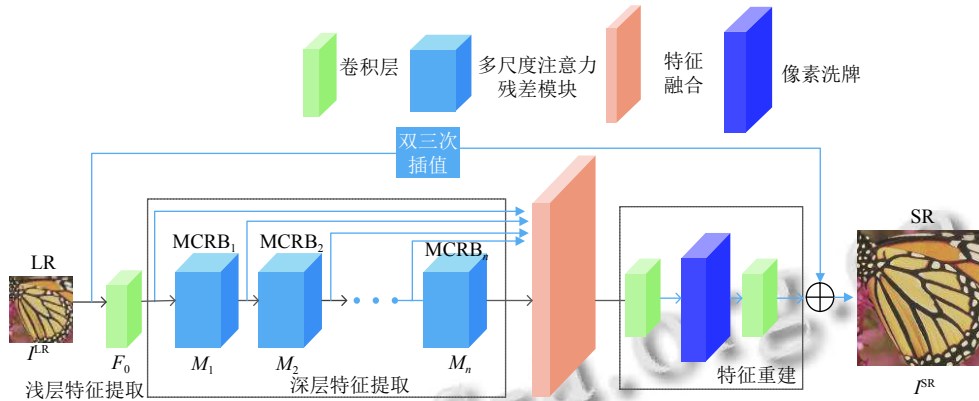 卷积层
多尺度注意力
残差模块
特征
融合
像素洗牌
双三次
插值
LR
I^LR
F₀
浅层特征提取
MCRB₁
MCRB₂
MCRBₙ
M₁
M₂
Mₙ
深层特征提取
特征重建
SR
I^SR